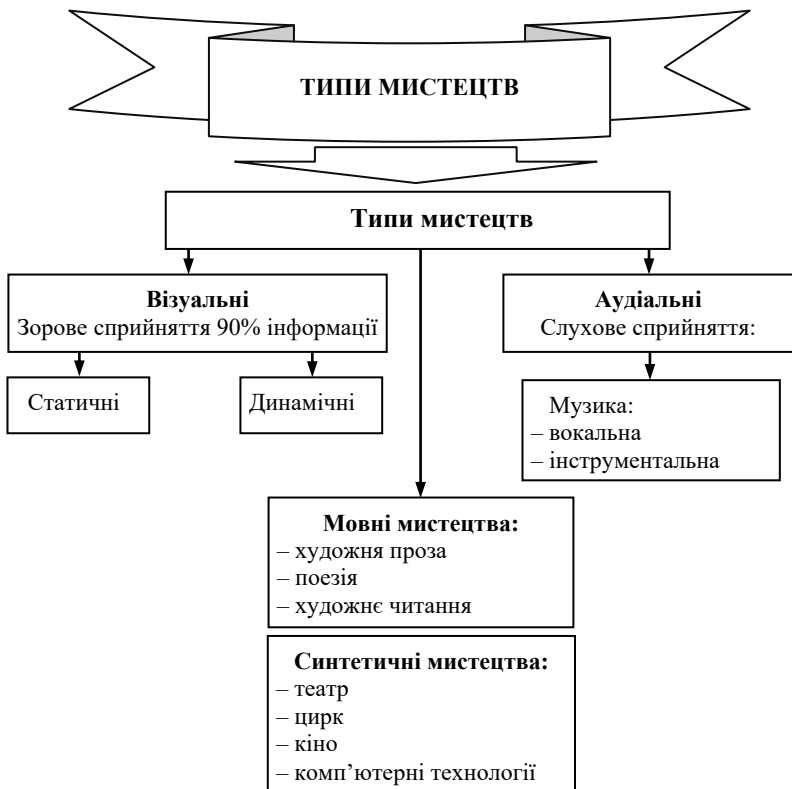 ТИПИ МИСТЕЦТВ
Типи мистецтв
Візуальні
Зорове сприйняття 90% інформації
Аудіальні
Слухове сприйняття:
Статичні
Динамічні
Музика:
– вокальна
– інструментальна
Мовні мистецтва:
– художня проза
– поезія
– художнє читання
Синтетичні мистецтва:
– театр
– цирк
– кіно
– комп’ютерні технології